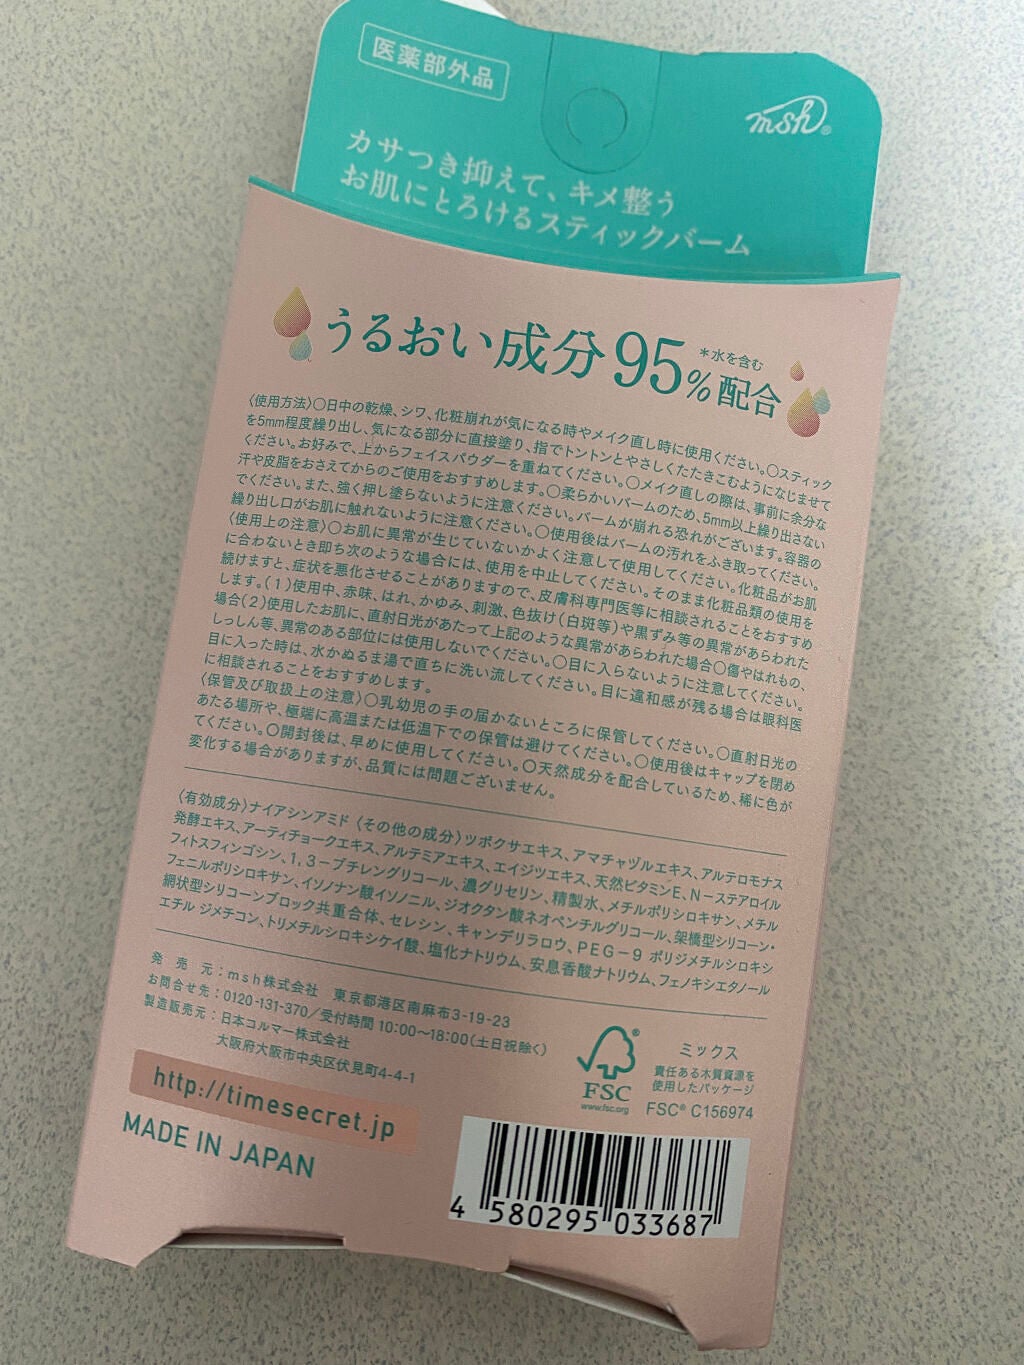 医薬部外品
msh®
カサつき抑えて、キメ整う
お肌にとろけるスティックバーム
うるおい成分95%配合
*水を含む
〈使用方法〉〇日中の乾燥、シワ、化粧崩れが気になる時やメイク直し時に使用ください。〇スティック
を5mm程度繰り出し、気になる部分に直接塗り、指でトントンとやさしくたたきこむようになじませて
ください。お好みで、上からフェイスパウダーを重ねてください。〇メイク直しの際は、事前に余分な
汗や皮脂をおさえてからのご使用をおすすめします。〇柔らかいバームのため、5mm以上繰り出さない
でください。また、強く押し塗らないように注意ください。バームが崩れる恐れがございます。容器の
繰り出し口がお肌に触れないように注意ください。〇使用後はバームの汚れをふき取ってください。
〈使用上の注意〉〇お肌に異常が生じていないかよく注意して使用してください。化粧品がお肌
に合わないとき即ち次のような場合には、使用を中止してください。そのまま化粧品類の使用を
続けますと、症状を悪化させることがありますので、皮膚科専門医等に相談されることをおすすめ
します。(1)使用中、赤味、はれ、かゆみ、刺激、色抜け(白斑等)や黒ずみ等の異常があらわれた
場合(2)使用したお肌に、直射日光があたって上記のような異常があらわれた場合〇傷やはれもの、
しっしん等、異常のある部位には使用しないでください。〇目に入らないように注意してください。
目に入った時は、水かぬるま湯で直ちに洗い流してください。目に違和感が残る場合は眼科医
に相談されることをおすすめします。
〈保管及び取扱上の注意〉〇乳幼児の手の届かないところに保管してください。〇直射日光の
あたる場所や、極端に高温または低温下での保管は避けてください。〇使用後はキャップを閉め
てください。〇開封後は、早めに使用してください。〇天然成分を配合しているため、稀に色が
変化する場合がありますが、品質には問題ございません。
〈有効成分〉ナイアシンアミド 〈その他の成分〉ツボクサエキス、アマチャヅルエキス、アルテロモナス
発酵エキス、アーティチョークエキス、アルテミアエキス、エイジツエキス、天然ビタミンE、N-ステアロイル
フィトスフィンゴシン、1,3-ブチレングリコール、濃グリセリン、精製水、メチルポリシロキサン、メチル
フェニルポリシロキサン、イソノナン酸イソノニル、ジオクタン酸ネオペンチルグリコール、架橋型シリコーン・
網状型シリコーンブロック共重合体、セレシン、キャンデリラロウ、PEG-9 ポリジメチルシロキシ
エチル ジメチコン、トリメチルシロキシケイ酸、塩化ナトリウム、安息香酸ナトリウム、フェノキシエタノール
発売元:msh株式会社 東京都港区南麻布3-19-23
お問合せ先:0120-131-370/受付時間 10:00〜18:00(土日祝除く)
製造販売元:日本コルマー株式会社
大阪府大阪市中央区伏見町4-4-1
http://timesecret.jp
MADE IN JAPAN
FSC
www.fsc.org
ミックス
責任ある木質資源を
使用したパッケージ
FSC® C156974
4 580295 033687